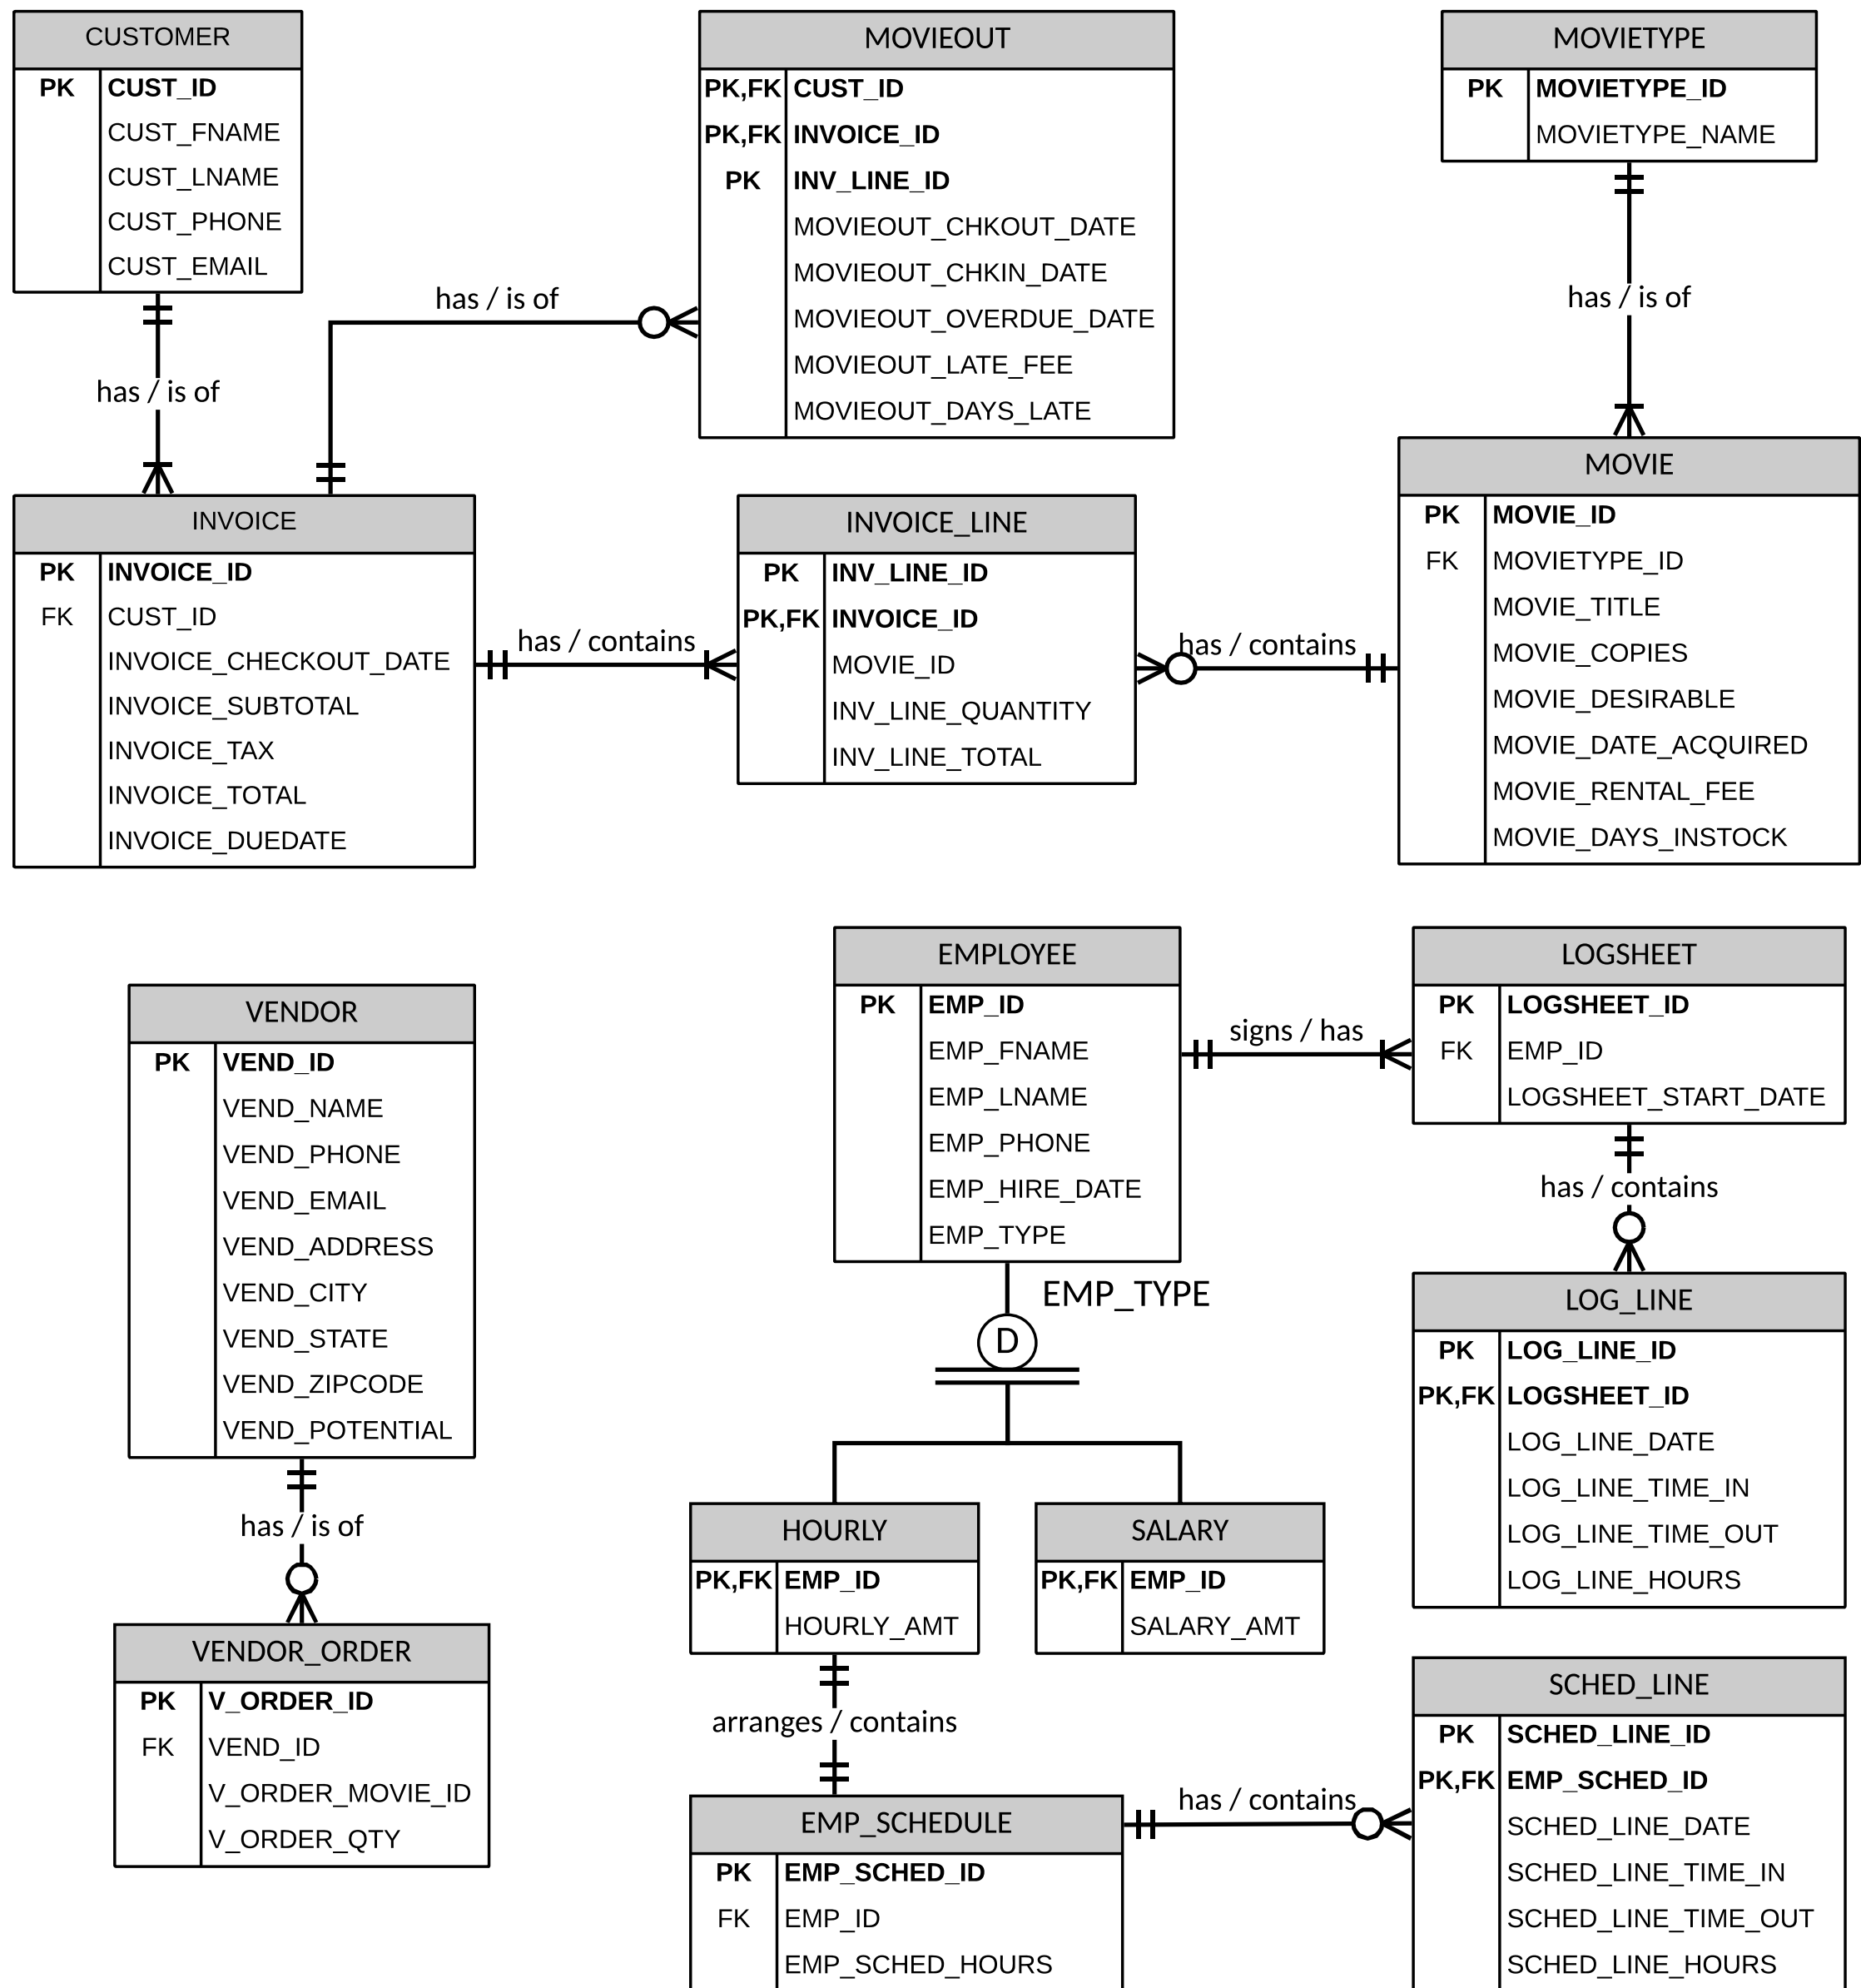 CUSTOMER
PK CUST_ID
CUST_FNAME
CUST_LNAME
CUST_PHONE
CUST_EMAIL
has / is of
MOVIEOUT
PK,FK CUST_ID
PK,FK INVOICE_ID
PK INV_LINE_ID
MOVIEOUT_CHKOUT_DATE
MOVIEOUT_CHKIN_DATE
MOVIEOUT_OVERDUE_DATE
MOVIEOUT_LATE_FEE
MOVIEOUT_DAYS_LATE
MOVIETYPE
PK MOVIETYPE_ID
MOVIETYPE_NAME
has / is of
has / is of
INVOICE
PK INVOICE_ID
FK CUST_ID
INVOICE_CHECKOUT_DATE
INVOICE_SUBTOTAL
INVOICE_TAX
INVOICE_TOTAL
INVOICE_DUEDATE
has / contains
INVOICE_LINE
PK INV_LINE_ID
PK,FK INVOICE_ID
MOVIE_ID
INV_LINE_QUANTITY
INV_LINE_TOTAL
has / contains
MOVIE
PK MOVIE_ID
FK MOVIETYPE_ID
MOVIE_TITLE
MOVIE_COPIES
MOVIE_DESIRABLE
MOVIE_DATE_ACQUIRED
MOVIE_RENTAL_FEE
MOVIE_DAYS_INSTOCK
VENDOR
PK VEND_ID
VEND_NAME
VEND_PHONE
VEND_EMAIL
VEND_ADDRESS
VEND_CITY
VEND_STATE
VEND_ZIPCODE
VEND_POTENTIAL
has / is of
VENDOR_ORDER
PK V_ORDER_ID
FK VEND_ID
V_ORDER_MOVIE_ID
V_ORDER_QTY
EMPLOYEE
PK EMP_ID
EMP_FNAME
EMP_LNAME
EMP_PHONE
EMP_HIRE_DATE
EMP_TYPE
signs / has
LOGSHEET
PK LOGSHEET_ID
FK EMP_ID
LOGSHEET_START_DATE
has / contains
EMP_TYPE
D
LOG_LINE
PK LOG_LINE_ID
PK,FK LOGSHEET_ID
LOG_LINE_DATE
LOG_LINE_TIME_IN
LOG_LINE_TIME_OUT
LOG_LINE_HOURS
HOURLY
PK,FK EMP_ID
HOURLY_AMT
SALARY
PK,FK EMP_ID
SALARY_AMT
arranges / contains
EMP_SCHEDULE
PK EMP_SCHED_ID
FK EMP_ID
EMP_SCHED_HOURS
has / contains
SCHED_LINE
PK SCHED_LINE_ID
PK,FK EMP_SCHED_ID
SCHED_LINE_DATE
SCHED_LINE_TIME_IN
SCHED_LINE_TIME_OUT
SCHED_LINE_HOURS